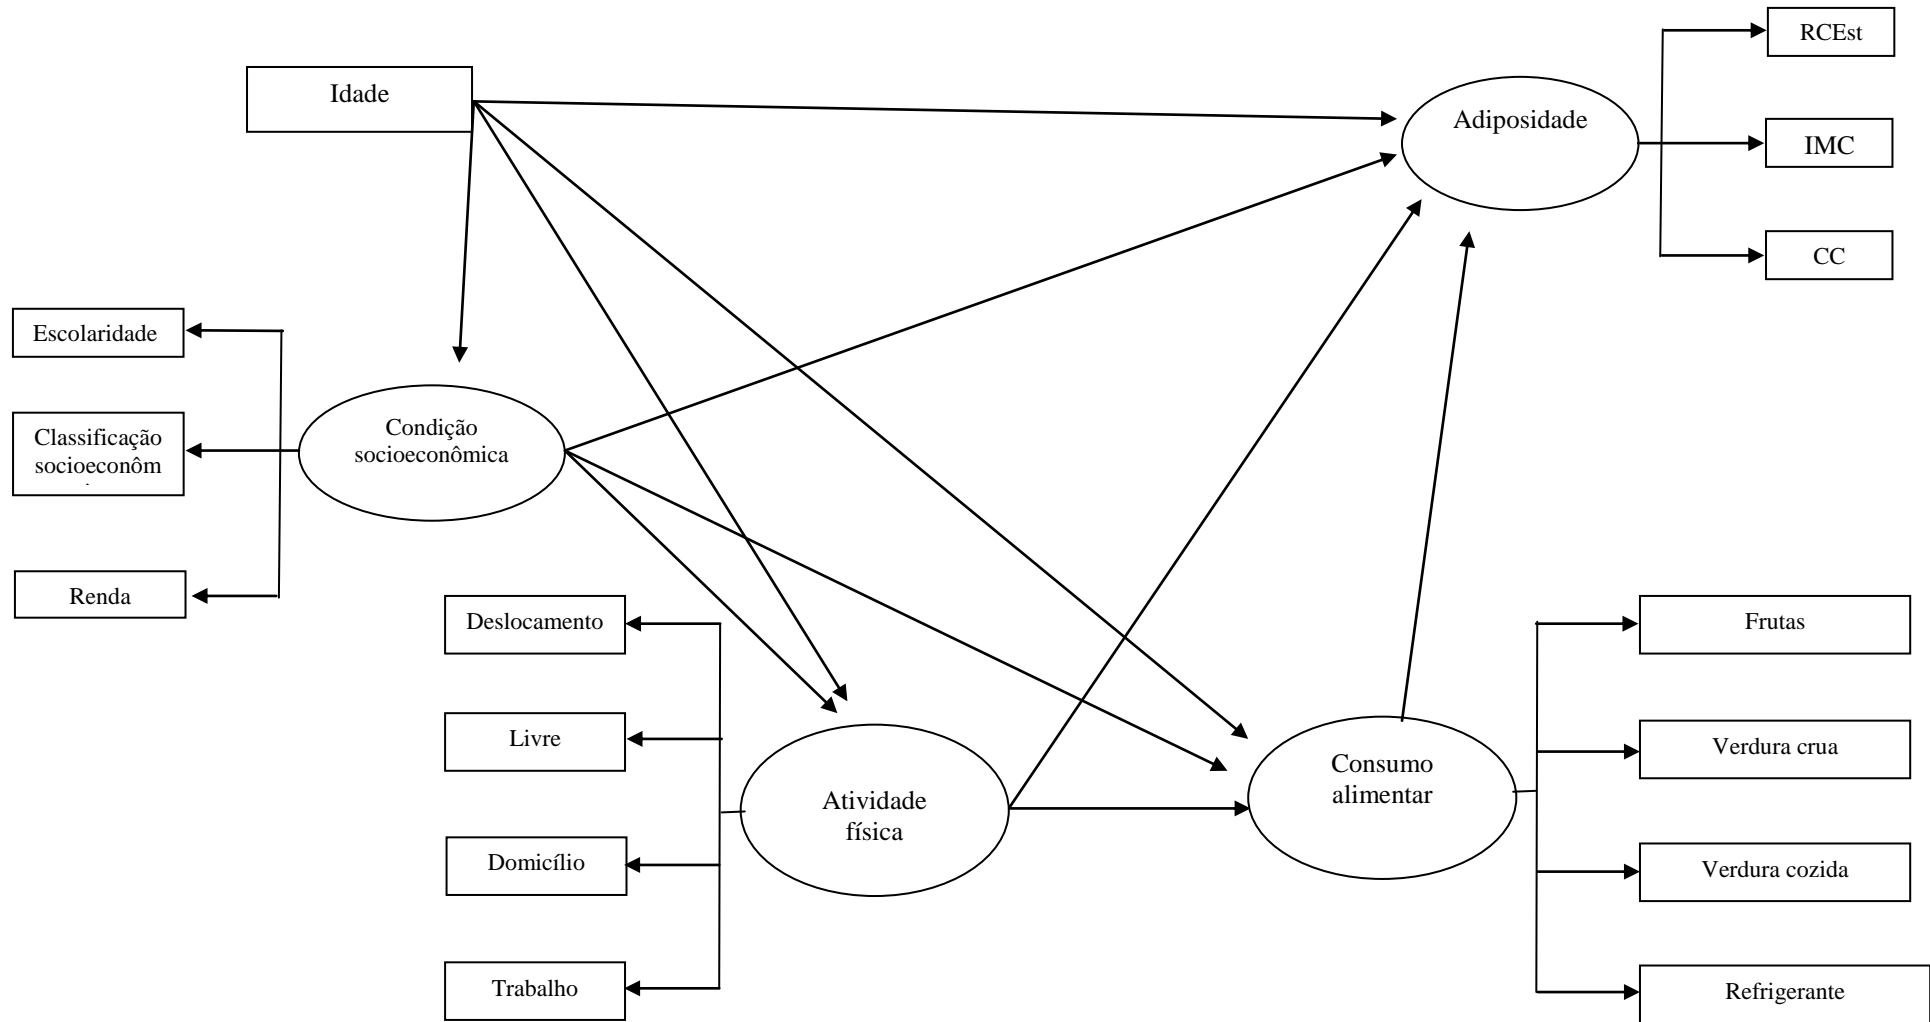 RCEst
Idade
Adiposidade
IMC
CC
Escolaridade
Classificação
socioeconôm
Condição
socioeconômica
Renda
Deslocamento
Frutas
Livre
Verdura crua
Atividade
física
Consumo
alimentar
Domicílio
Verdura cozida
Trabalho
Refrigerante